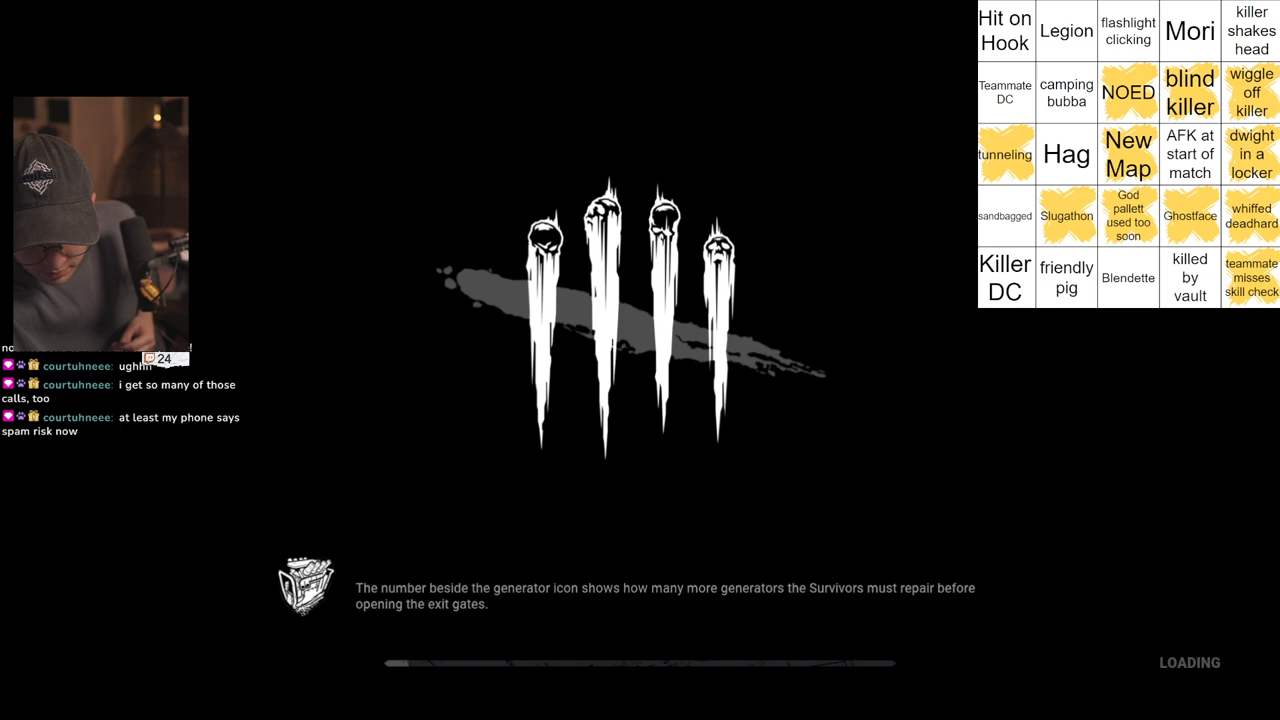 Hit on
Hook
Legion
flashlight
clicking
Mori
killer
shakes
head
Teammate
DC
camping
bubba
NOED
blind
killer
wiggle
off
killer
tunneling
Hag
New
Map
AFK at
start of
match
dwight
in a
locker
sandbagged
Slugathon
God
pallett
used too
soon
Ghostface
whiffed
deadhard
Killer
DC
friendly
pig
Blendette
killed
by
vault
teammate
misses
skill check
24
courtuhneee: ughhh
courtuhneee: i get so many of those
calls, too
courtuhneee: at least my phone says
spam risk now
The number beside the generator icon shows how many more generators the Survivors must repair before
opening the exit gates.
LOADING